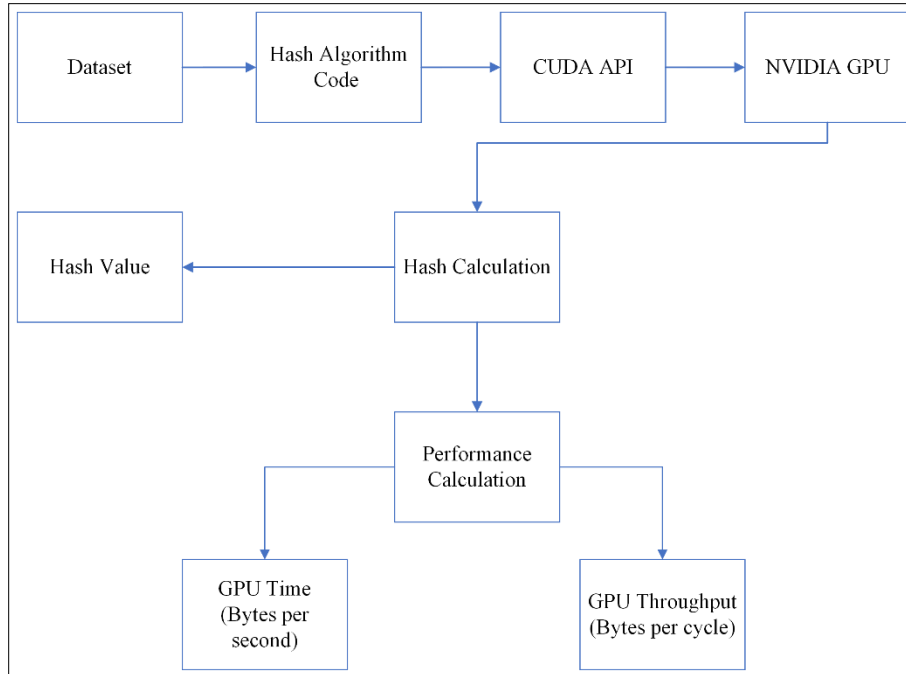 Dataset
Hash Algorithm
Code
CUDA API
NVIDIA GPU
Hash Value
Hash Calculation
Performance
Calculation
GPU Time
(Bytes per
second)
GPU Throughput
(Bytes per cycle)